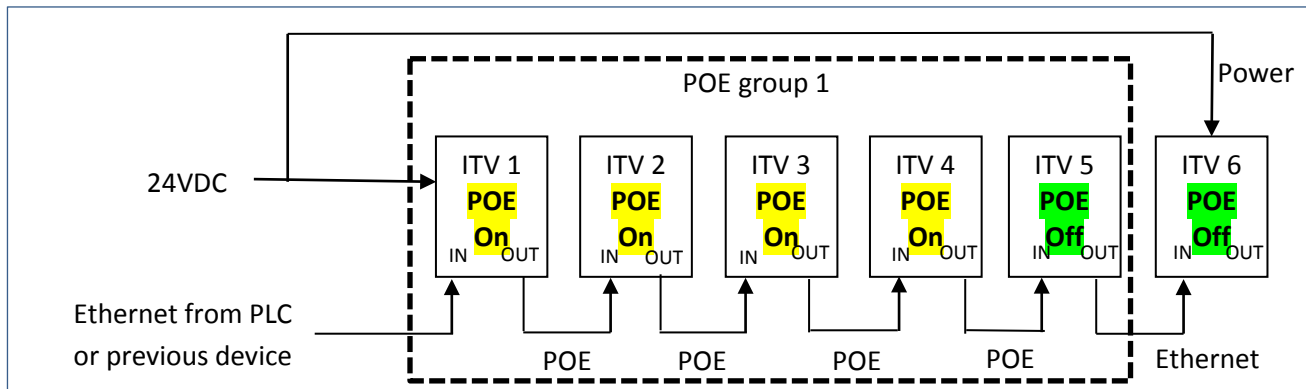 POE group 1
Power
24VDC
ITV 1
POE
On
IN OUT
ITV 2
POE
On
IN OUT
ITV 3
POE
On
IN OUT
ITV 4
POE
On
IN OUT
ITV 5
POE
Off
IN OUT
ITV 6
POE
Off
IN OUT
Ethernet from PLC
or previous device
POE
POE
POE
POE
Ethernet